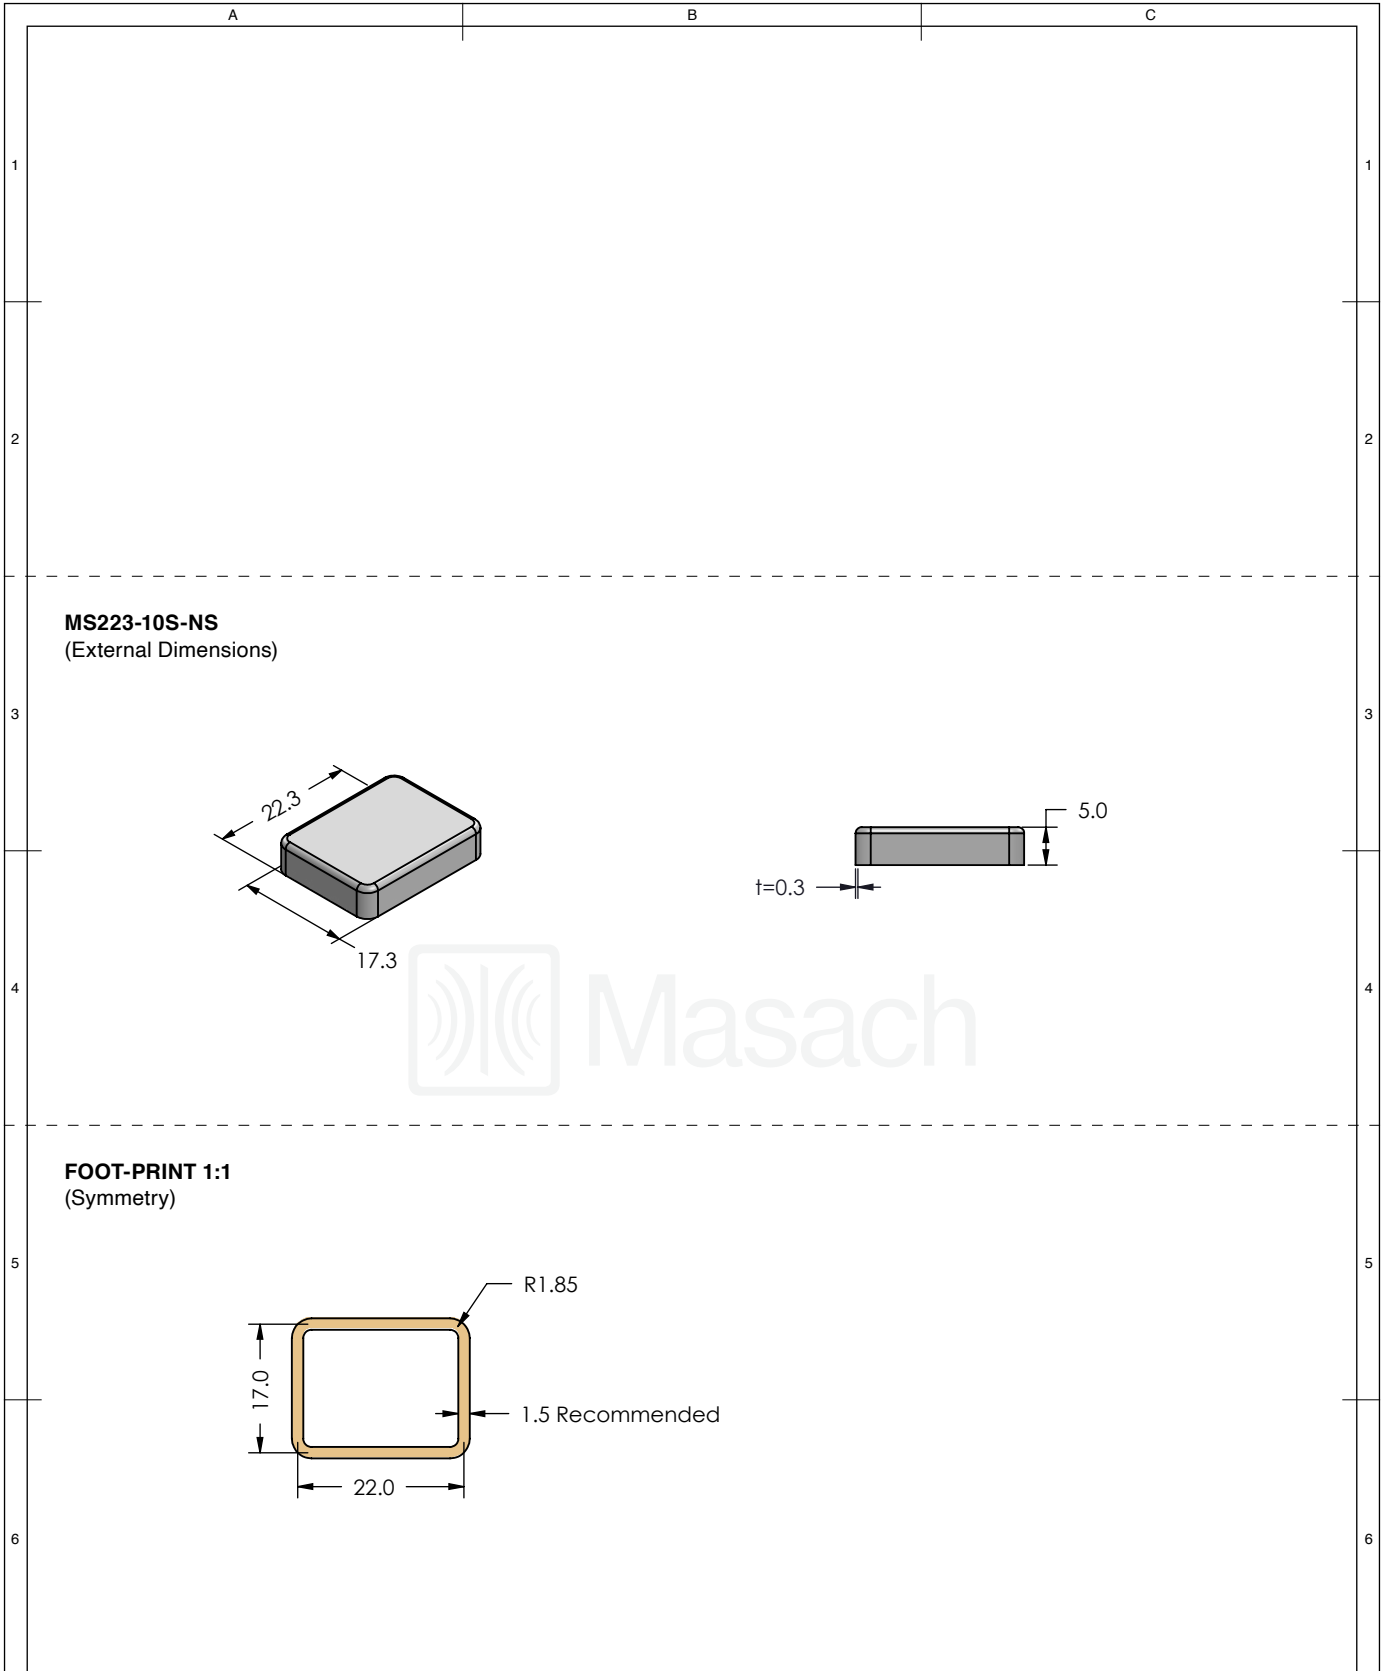 A B C
1 1
2 2
MS223-10S-NS
(External Dimensions)
3 3
22.3
5.0
t=0.3
17.3
Masach
4 4
FOOT-PRINT 1:1
(Symmetry)
5 5
R1.85
17.0
1.5 Recommended
22.0
6 6